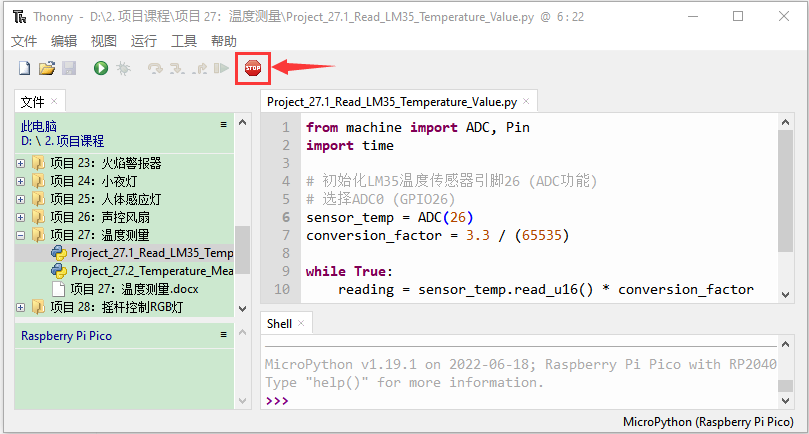 Thonny - D:\2.项目课程\项目 27：温度测量\Project_27.1_Read_LM35_Temperature_Value.py @ 6:22
文件 编辑 视图 运行 工具 帮助
STOP
文件 ×
此电脑 ≡
D: \ 2.项目课程
项目 23：火焰警报器
项目 24：小夜灯
项目 25：人体感应灯
项目 26：声控风扇
项目 27：温度测量
Project_27.1_Read_LM35_Temp
Project_27.2_Temperature_Mea
项目 27：温度测量.docx
项目 28：摇杆控制RGB灯
Raspberry Pi Pico ≡
Project_27.1_Read_LM35_Temperature_Value.py ×
1 from machine import ADC, Pin
2 import time
3
4 # 初始化LM35温度传感器引脚26 (ADC功能)
5 # 选择ADC0 (GPIO26)
6 sensor_temp = ADC(26)
7 conversion_factor = 3.3 / (65535)
8
9 while True:
10 reading = sensor_temp.read_u16() * conversion_factor
Shell ×
MicroPython v1.19.1 on 2022-06-18; Raspberry Pi Pico with RP2040
Type "help()" for more information.
>>>
MicroPython (Raspberry Pi Pico)